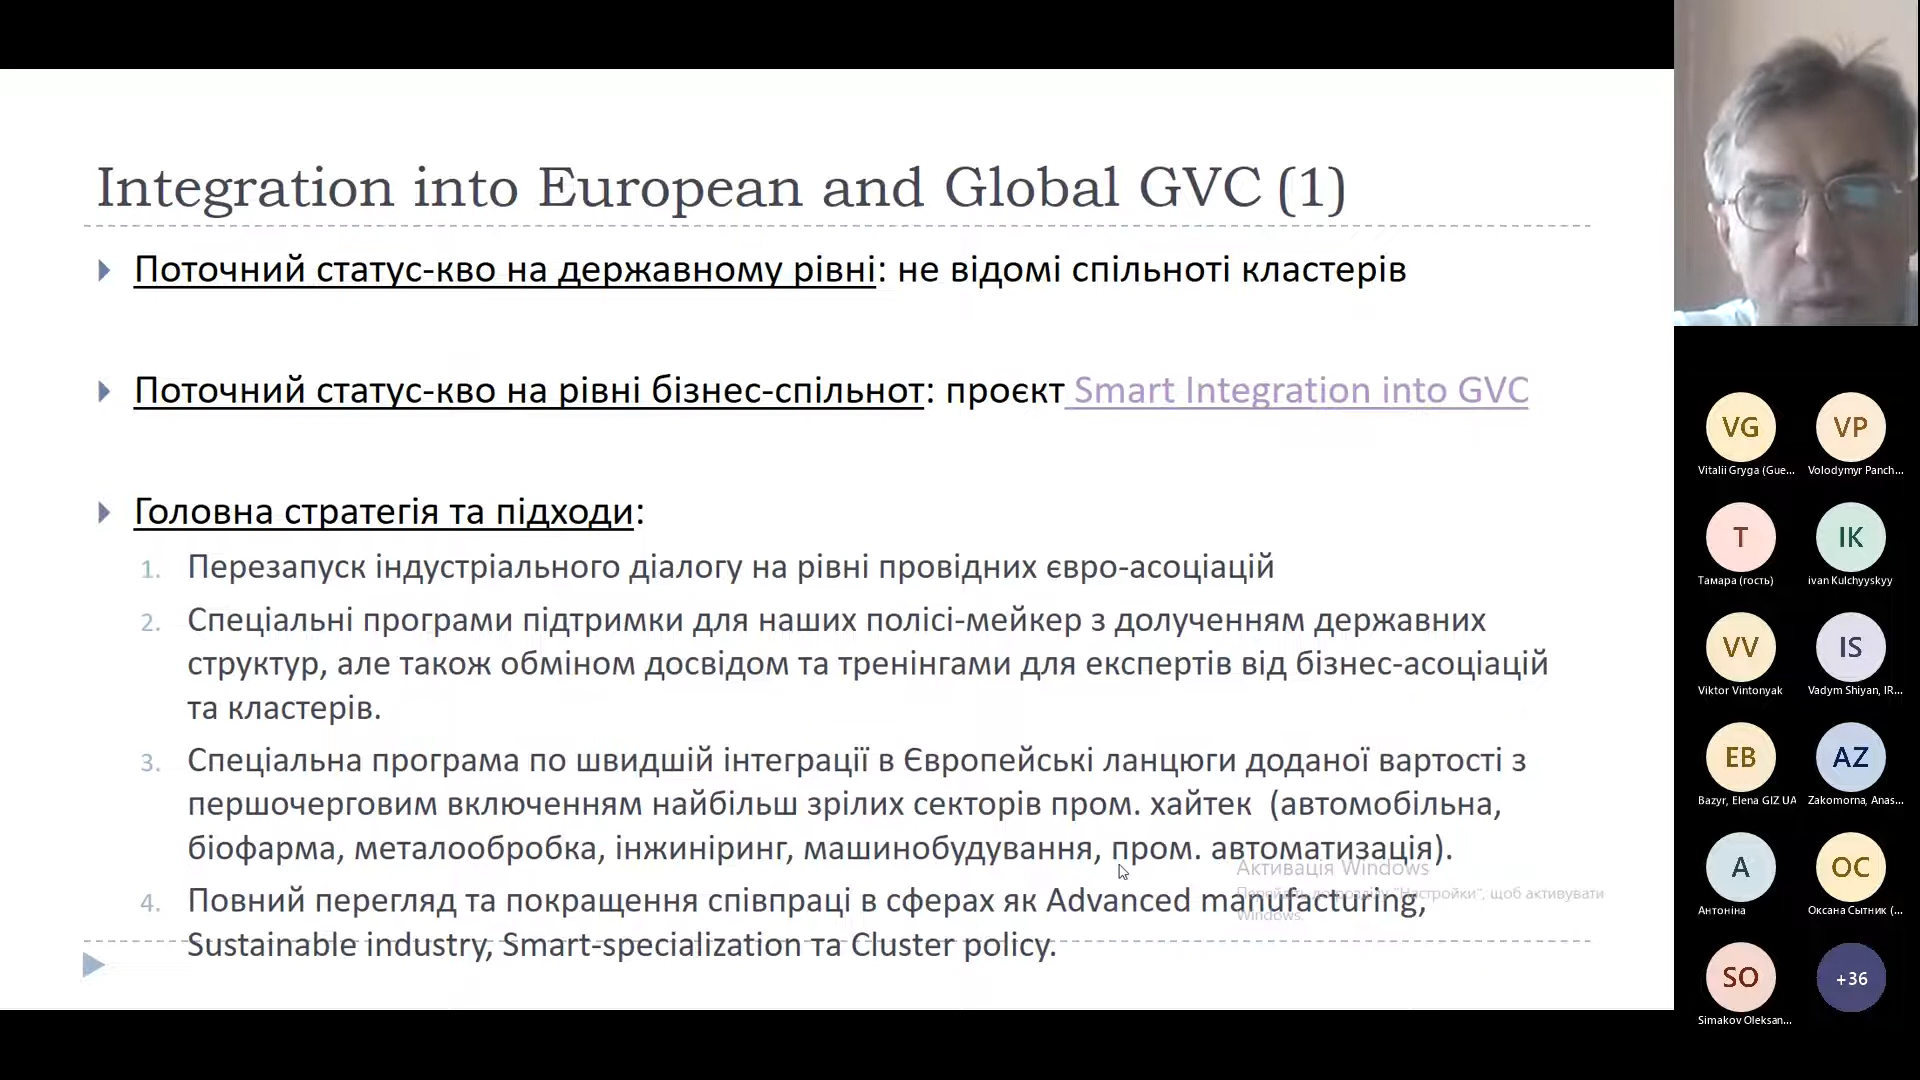 Integration into European and Global GVC (1)
Поточний статус-кво на державному рівні: не відомі спільноті кластерів
Поточний статус-кво на рівні бізнес-спільнот: проєкт Smart Integration into GVC
Головна стратегія та підходи:
1. Перезапуск індустріального діалогу на рівні провідних євро-асоціацій
2. Спеціальні програми підтримки для наших полісі-мейкер з долученням державних
структур, але також обміном досвідом та тренінгами для експертів від бізнес-асоціацій
та кластерів.
3. Спеціальна програма по швидшій інтеграції в Європейські ланцюги доданої вартості з
першочерговим включенням найбільш зрілих секторів пром. хайтек (автомобільна,
біофарма, металообробка, інжиніринг, машинобудування, пром. автоматизація).
4. Повний перегляд та покращення співпраці в сферах як Advanced manufacturing,
Sustainable industry, Smart-specialization та Cluster policy.
Активація Windows
"Настройки", щоб активувати
Windows.
VG
VP
Vitalii Gryga (Gue...
Volodymyr Panch...
T
IK
Тамара (гость)
ivan Kulchyyskyy
VV
IS
Viktor Vintonyak
Vadym Shiyan, IR...
EB
AZ
Bazyr, Elena GIZ UA
Zakomorna, Anas...
A
OC
Антоніна
Оксана Сытник (...
SO
+36
Simakov Oleksan...